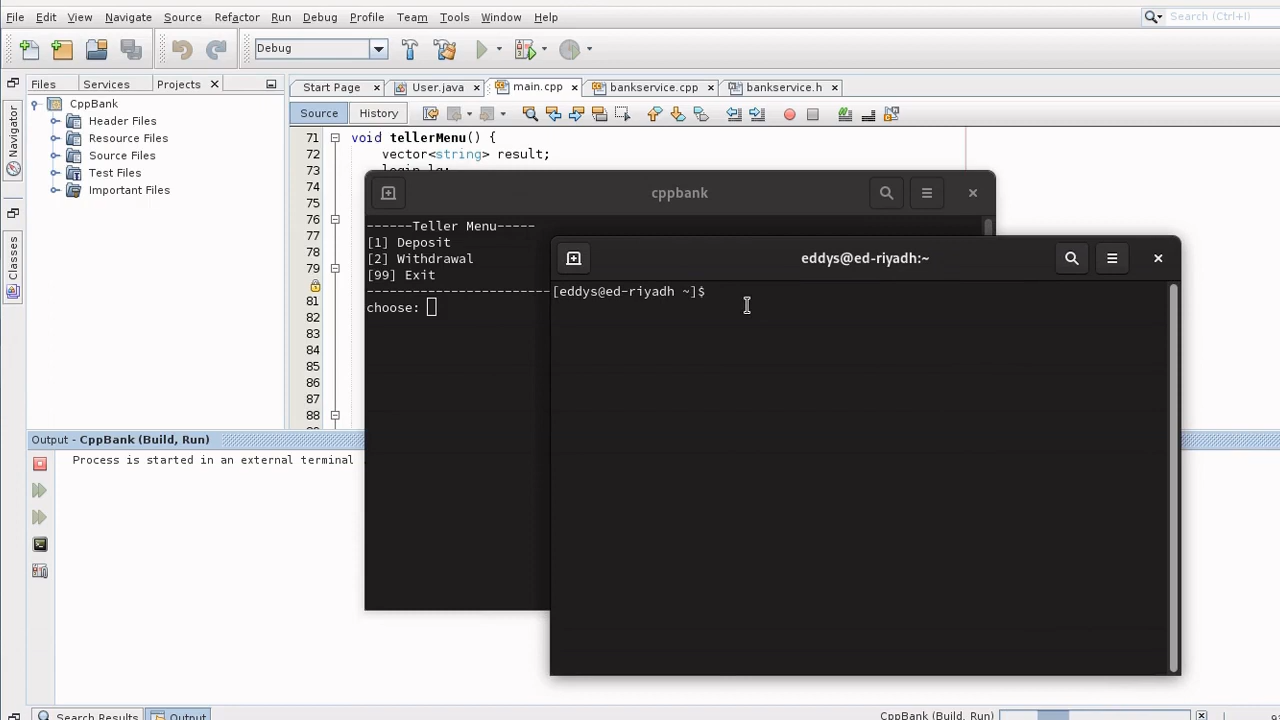 File Edit View Navigate Source Refactor Run Debug Profile Team Tools Window Help
Search (Ctrl+I)
Debug
Files Services Projects
Start Page User.java main.cpp bankservice.cpp bankservice.h
Navigator
Classes
CppBank
Header Files
Resource Files
Source Files
Test Files
Important Files
Source History
71 void tellerMenu() {
72 vector<string> result;
73
74
76
77
78
79
81
82
83
84
85
86
87
88
cppbank
------Teller Menu-----
[1] Deposit
[2] Withdrawal
[99] Exit
------------------------
choose:
eddys@ed-riyadh:~
[eddys@ed-riyadh ~]$
Output - CppBank (Build, Run)
Process is started in an external terminal
Search Results Output
CppBank (Build, Run)